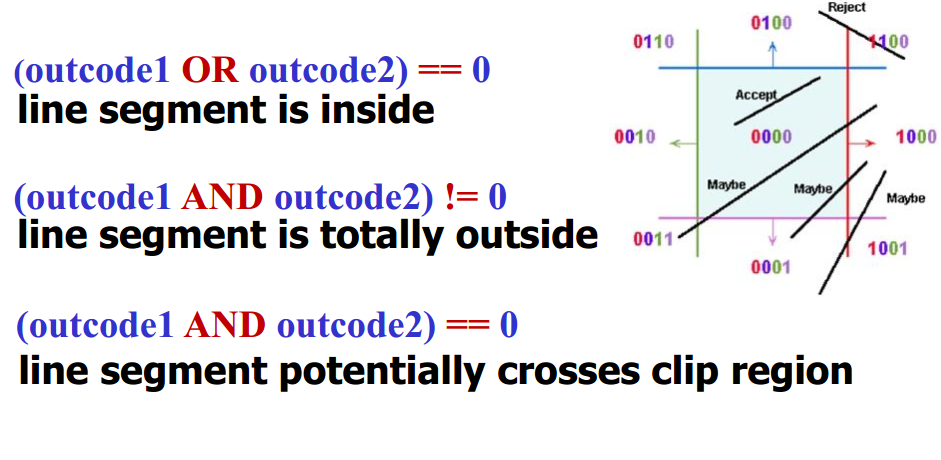 (outcode1 OR outcode2) == 0
line segment is inside
(outcode1 AND outcode2) != 0
line segment is totally outside
(outcode1 AND outcode2) == 0
line segment potentially crosses clip region
Reject
0100
0110
1100
Accept
0010
0000
1000
Maybe
Maybe
Maybe
0011
1001
0001